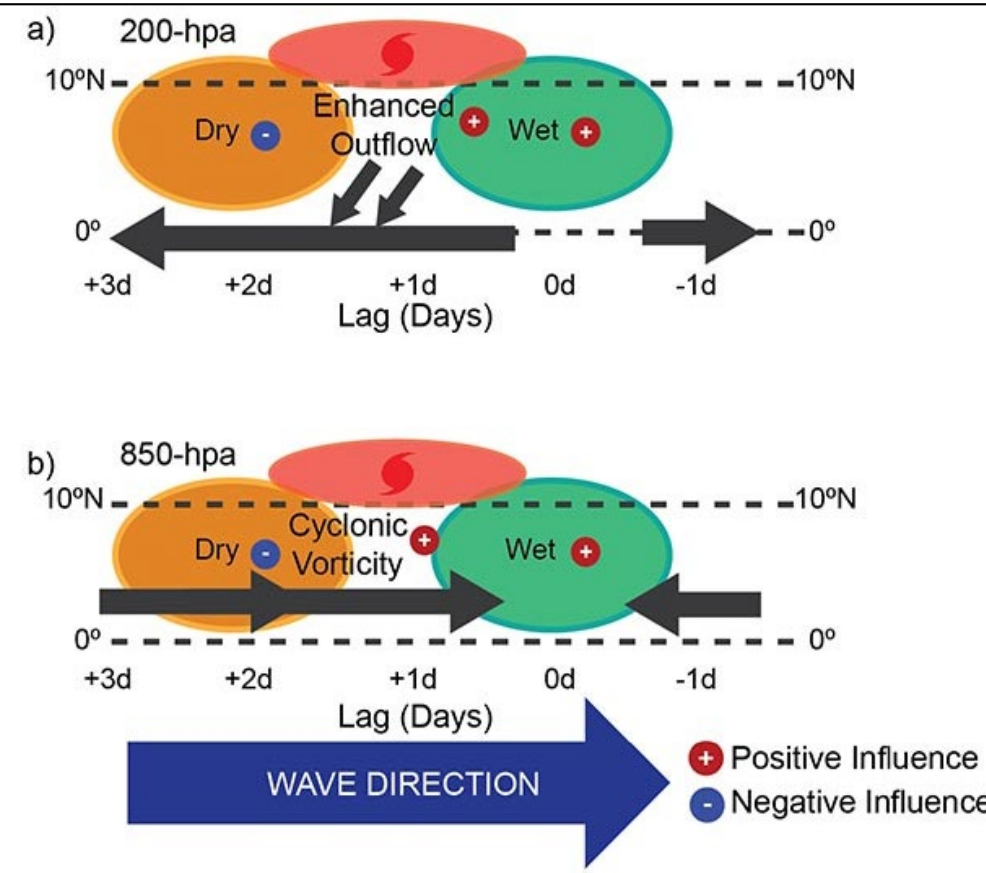 a) 200-hpa
10ºN 10ºN
Enhanced
Outflow
Dry - + Wet +
0º 0º
+3d +2d +1d 0d -1d
Lag (Days)
b) 850-hpa
10ºN 10ºN
Cyclonic
Vorticity
Dry - + Wet +
0º 0º
+3d +2d +1d 0d -1d
Lag (Days)
WAVE DIRECTION
+ Positive Influence
- Negative Influence